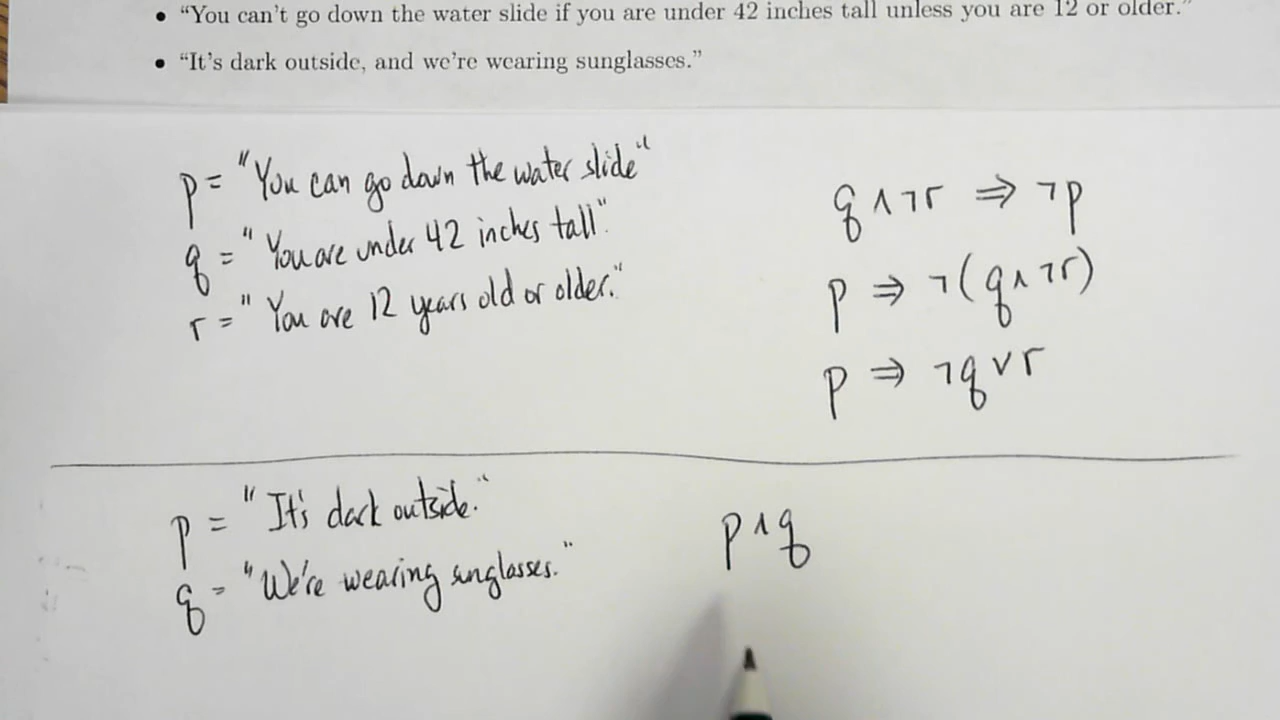 • “You can’t go down the water slide if you are under 42 inches tall unless you are 12 or older.”
• “It’s dark outside, and we’re wearing sunglasses.”
p = "You can go down the water slide"
q = "You are under 42 inches tall".
r = "You are 12 years old or older."
q ∧ ¬r ⇒ ¬p
p ⇒ ¬(q ∧ ¬r)
p ⇒ ¬q ∨ r
p = "It's dark outside."
q = "We're wearing sunglasses."
p ∧ q